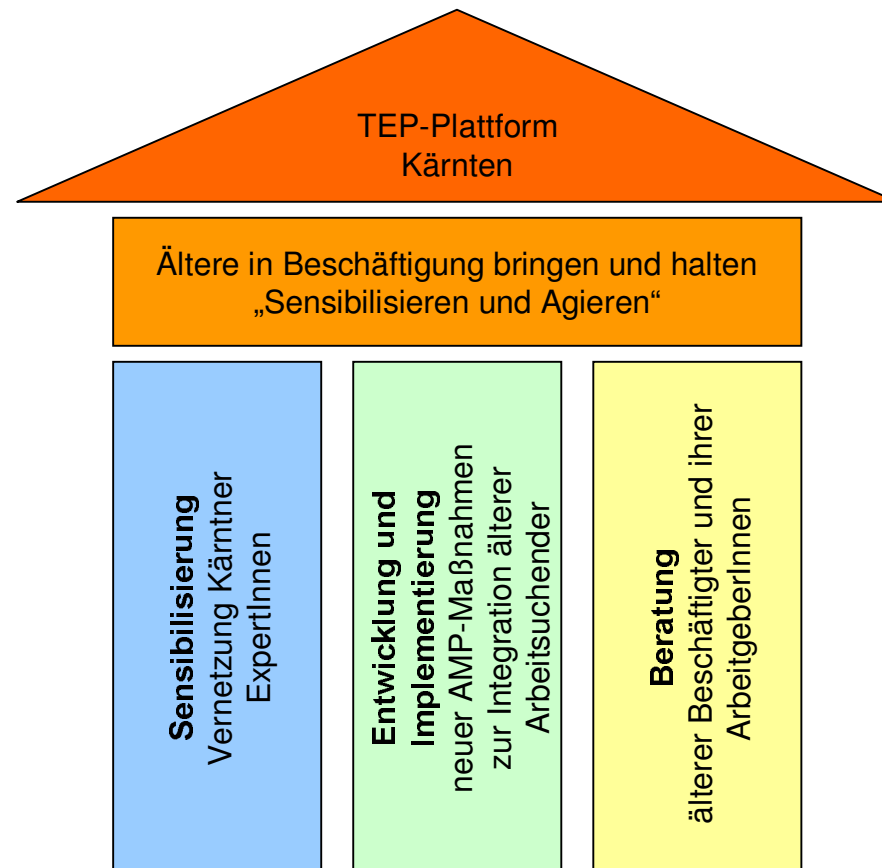 TEP-Plattform
Kärnten
Ältere in Beschäftigung bringen und halten
„Sensibilisieren und Agieren“
Sensibilisierung
Vernetzung Kärntner
ExpertInnen
Entwicklung und
Implementierung
neuer AMP-Maßnahmen
zur Integration älterer
Arbeitsuchender
Beratung
älterer Beschäftigter und ihrer
ArbeitgeberInnen